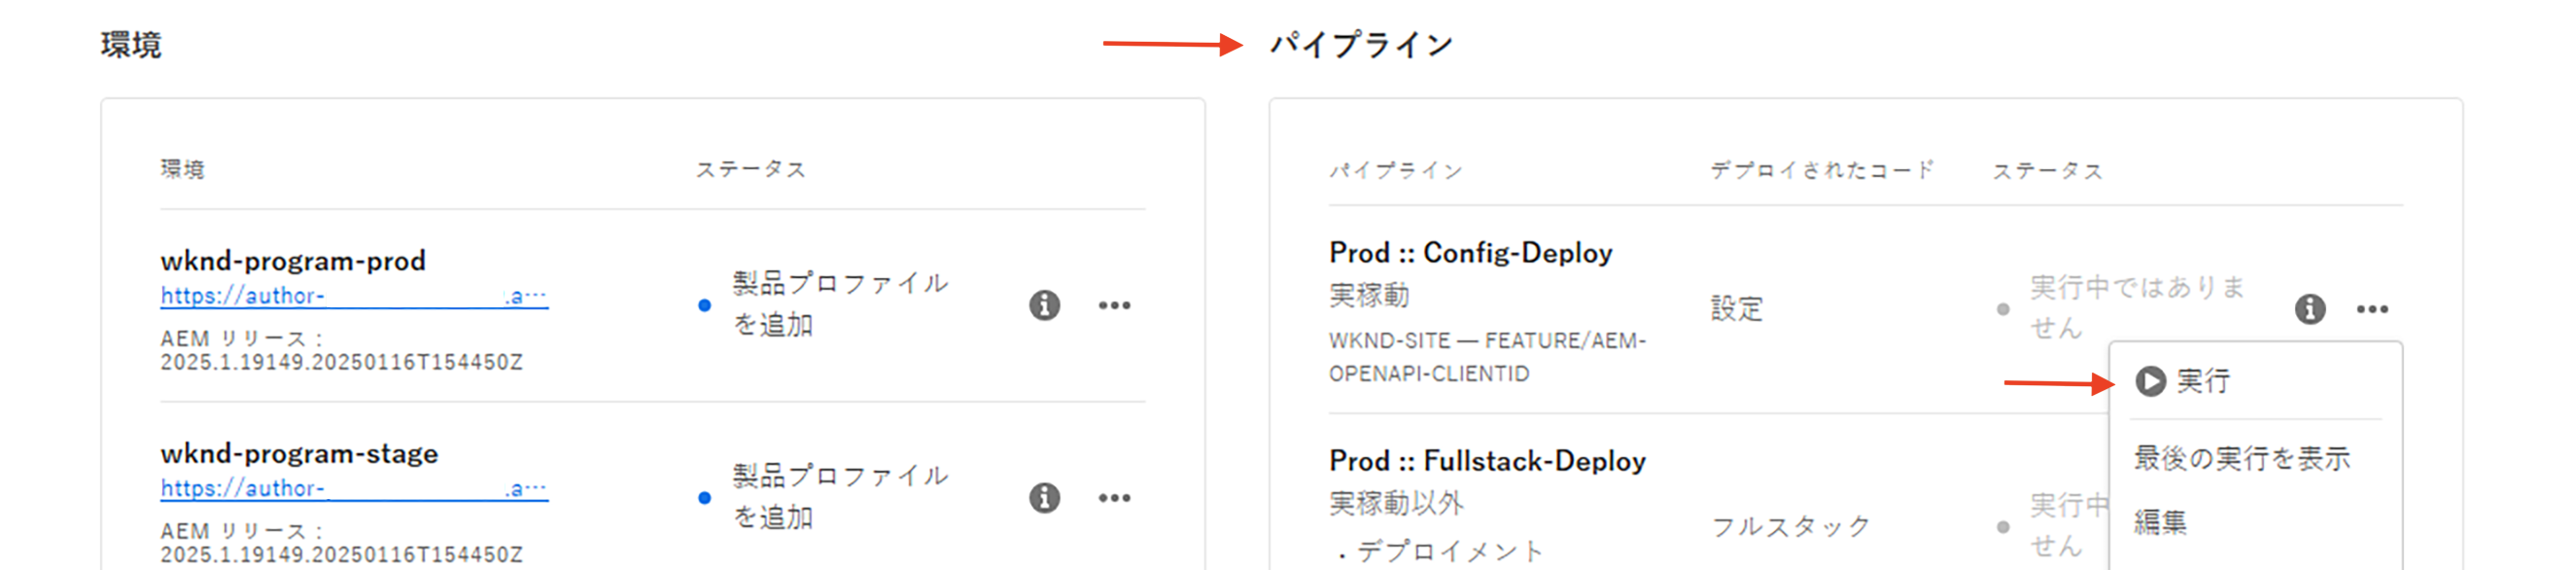 環境
環境
ステータス
wknd-program-prod
https://author-
.a…
AEM リリース：
2025.1.19149.20250116T154450Z
製品プロファイル
を追加
wknd-program-stage
https://author-
.a…
AEM リリース：
2025.1.19149.20250116T154450Z
製品プロファイル
を追加
パイプライン
パイプライン
デプロイされたコード
ステータス
Prod :: Config-Deploy
実稼動
WKND-SITE — FEATURE/AEM-
OPENAPI-CLIENTID
設定
実行中ではありま
せん
実行
最後の実行を表示
編集
Prod :: Fullstack-Deploy
実稼動以外
・デプロイメント
フルスタック
実行中
せん